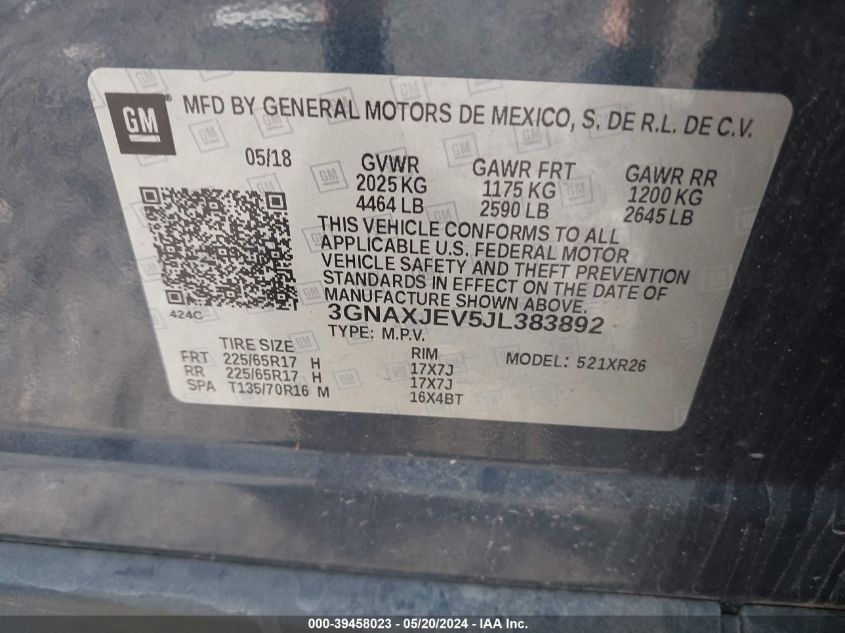 GM® MFD BY GENERAL MOTORS DE MEXICO, S. DE R.L. DE C.V.
05/18 GVWR GAWR FRT GAWR RR
2025 KG 1175 KG 1200 KG
4464 LB 2590 LB 2645 LB
THIS VEHICLE CONFORMS TO ALL
APPLICABLE U.S. FEDERAL MOTOR
VEHICLE SAFETY AND THEFT PREVENTION
STANDARDS IN EFFECT ON THE DATE OF
MANUFACTURE SHOWN ABOVE.
424C 3GNAXJEV5JL383892
TYPE: M.P.V.
TIRE SIZE RIM MODEL: 521XR26
FRT 225/65R17 H 17X7J
RR 225/65R17 H 17X7J
SPA T135/70R16 M 16X4BT
000-39458023 - 05/20/2024 - IAA Inc.